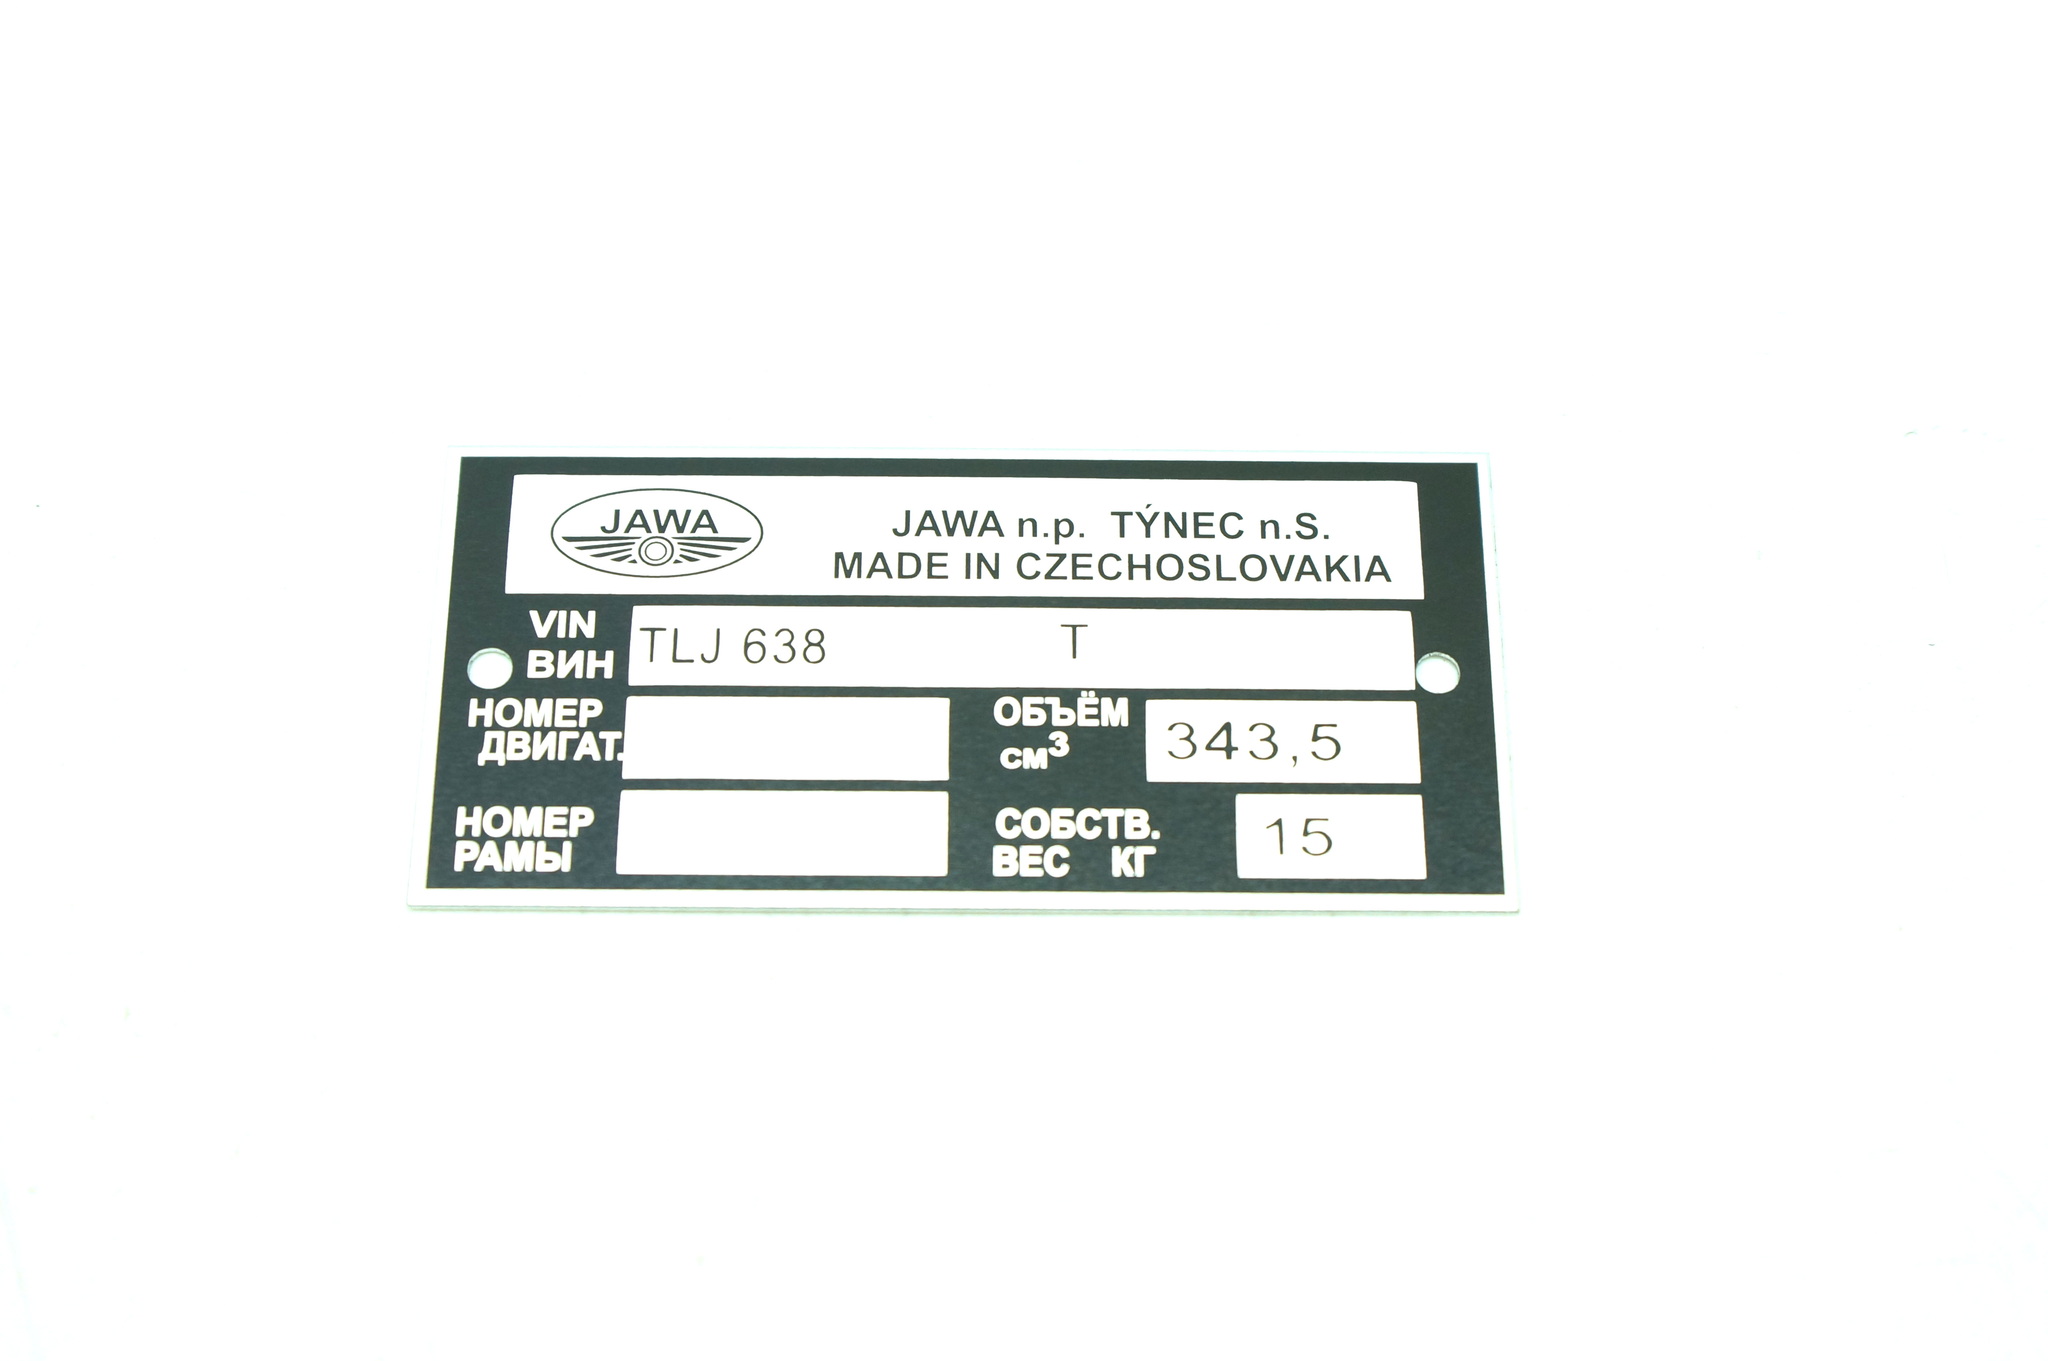 JAWA
JAWA n.p. TÝNEC n.S.
MADE IN CZECHOSLOVAKIA
VIN
ВИН
TLJ 638 T
НОМЕР
ДВИГАТ.
ОБЪЁМ
см³
343,5
НОМЕР
РАМЫ
СОБСТВ.
ВЕС КГ
15